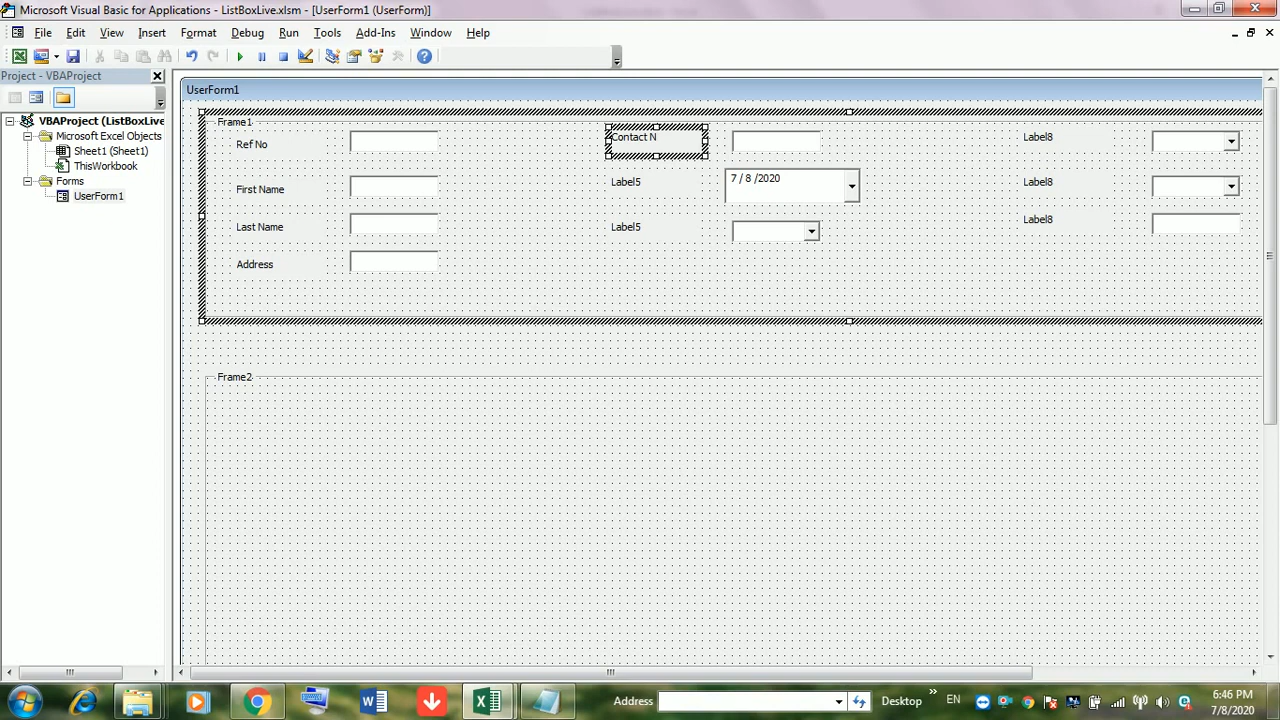 Microsoft Visual Basic for Applications - ListBoxLive.xlsm - [UserForm1 (UserForm)]
File Edit View Insert Format Debug Run Tools Add-Ins Window Help
Project - VBAProject
VBAProject (ListBoxLive
Microsoft Excel Objects
Sheet1 (Sheet1)
ThisWorkbook
Forms
UserForm1
UserForm1
Frame1
Ref No
Contact N
Label8
First Name
Label5
7 / 8 /2020
Label8
Last Name
Label5
Label8
Address
Frame2
Address
Desktop
EN
6:46 PM
7/8/2020